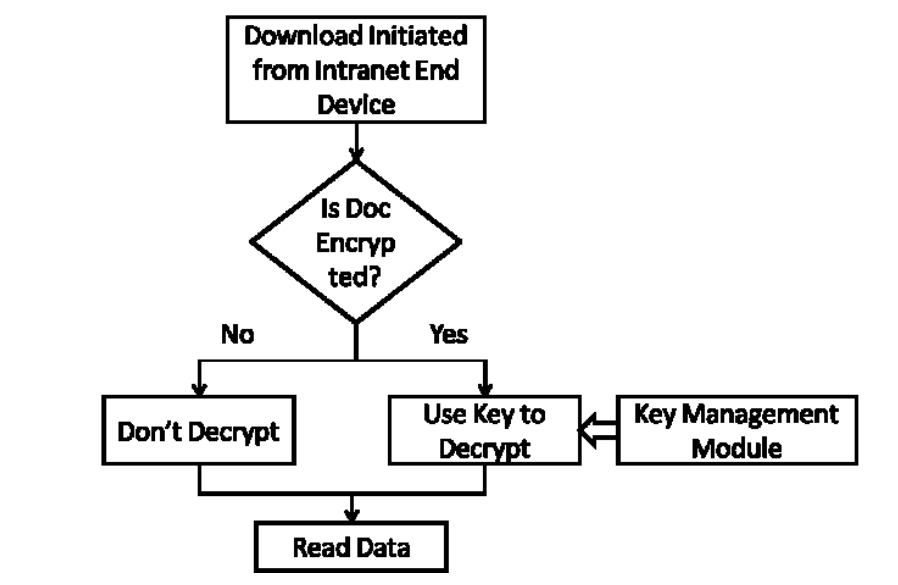 Download Initiated
from Intranet End
Device
Is Doc
Encryp
ted?
No
Yes
Don't Decrypt
Use Key to
Decrypt
Key Management
Module
Read Data